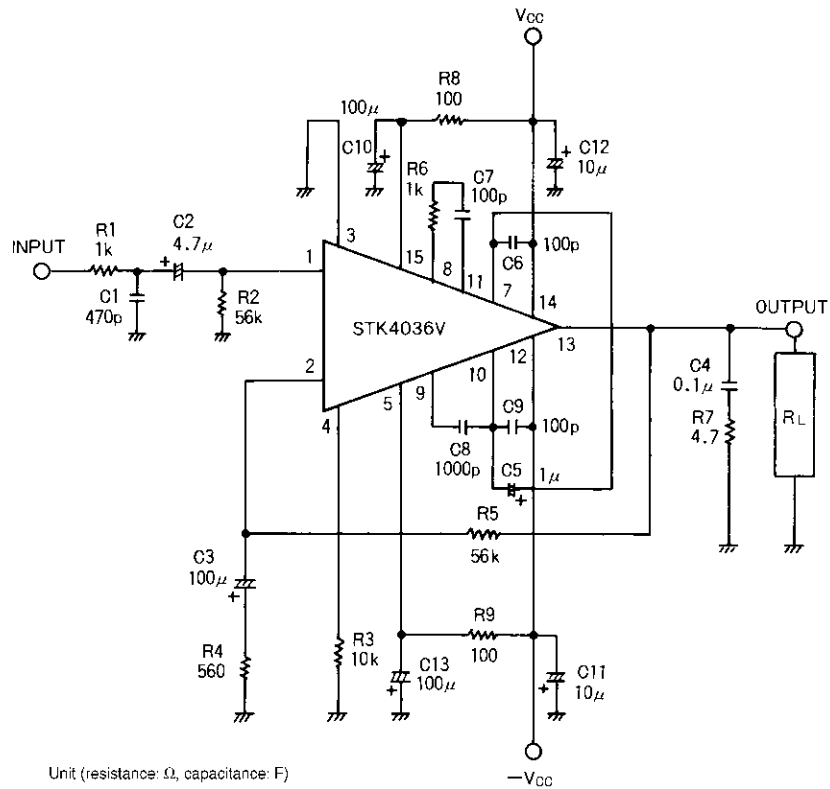 VCC
R8
100
100μ
C10
+
+
C12
10μ
R6
1k
C7
100p
R1
1k
C2
4.7μ
+
INPUT
3
1
15
8
11
7
C6
100p
14
C1
470p
R2
56k
STK4036V
OUTPUT
13
2
12
10
9
5
4
C4
0.1μ
R7
4.7
RL
C9
100p
C8
1000p
C5
+
1μ
R5
56k
C3
100μ
+
R4
560
R3
10k
R9
100
C13
100μ
+
C11
10μ
+
−VCC
Unit (resistance: Ω, capacitance: F)